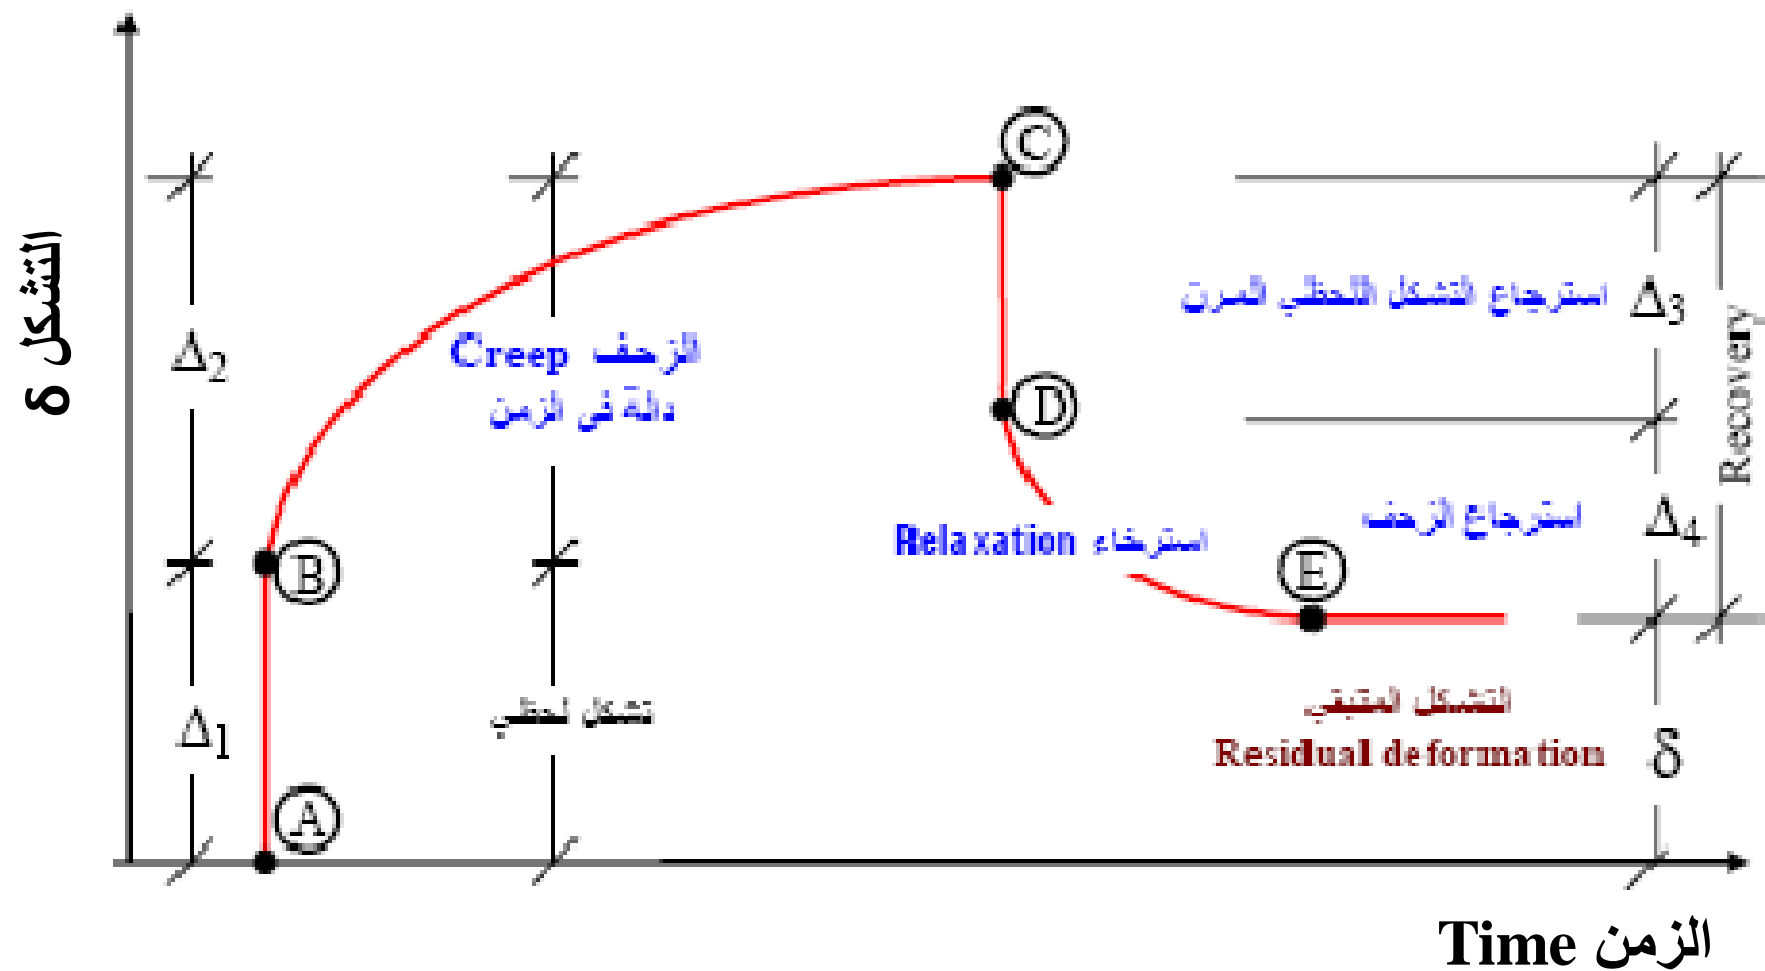 التشكل δ
Δ2
Δ1
A
B
C
D
E
الزحف Creep
دالة في الزمن
تشكل لحظي
استرجاع التشكل اللحظي المرن
Δ3
Recovery
استرخاء Relaxation
استرجاع الزحف
Δ4
التشكل المتبقي
Residual deformation
δ
الزمن Time